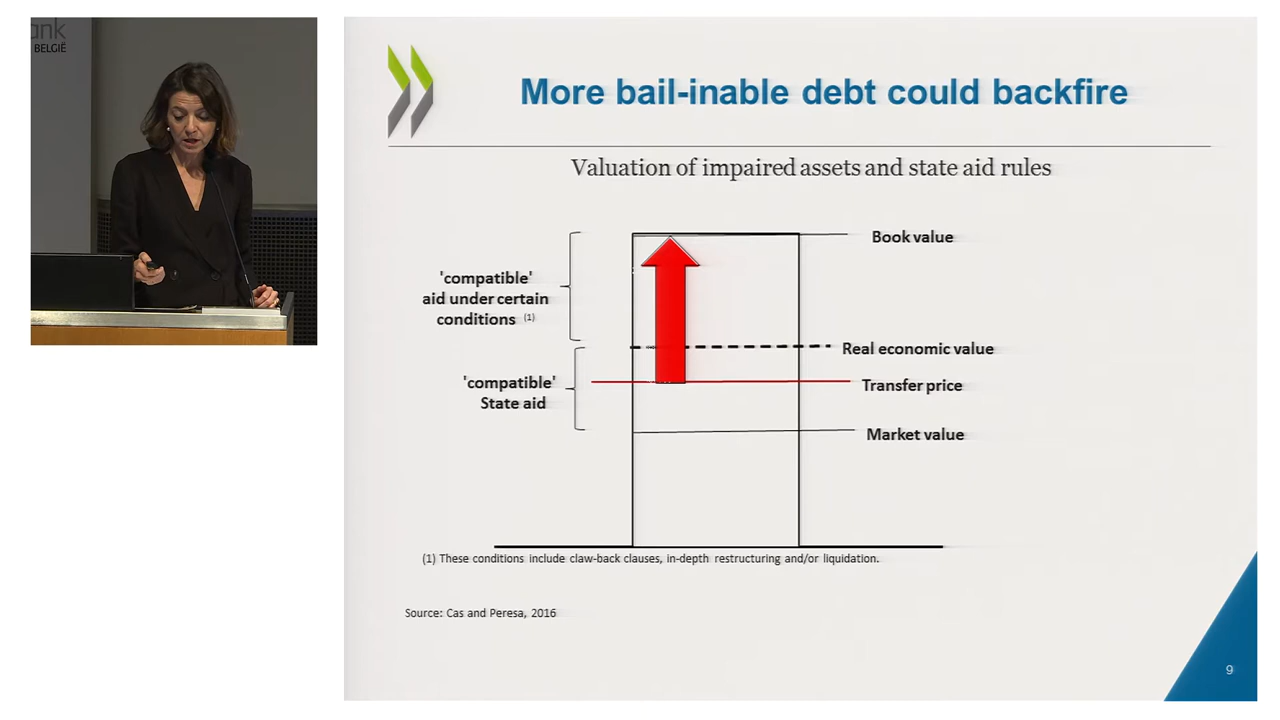 ank
BELGIË
More bail-inable debt could backfire
Valuation of impaired assets and state aid rules
Book value
'compatible'
aid under certain
conditions (1)
Real economic value
'compatible'
State aid
Transfer price
Market value
(1) These conditions include claw-back clauses, in-depth restructuring and/or liquidation.
Source: Cas and Peresa, 2016
9